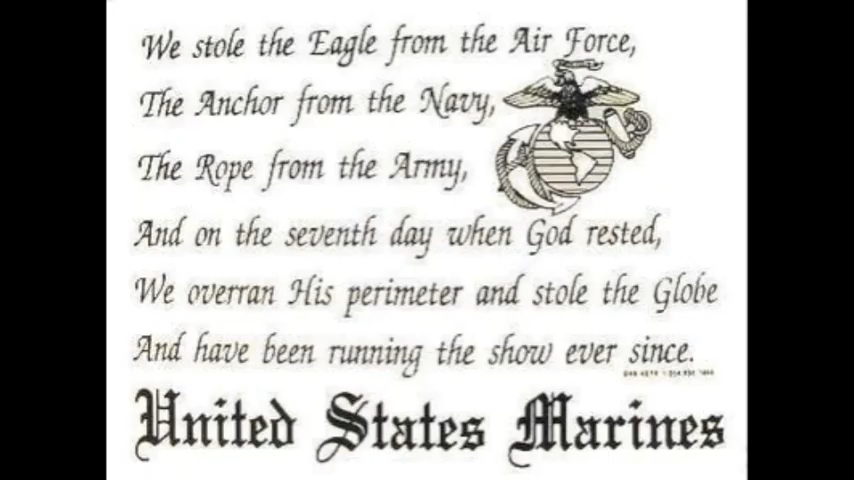 We stole the Eagle from the Air Force,
The Anchor from the Navy,
The Rope from the Army,
And on the seventh day when God rested,
We overran His perimeter and stole the Globe
And have been running the show ever since.
United States Marines